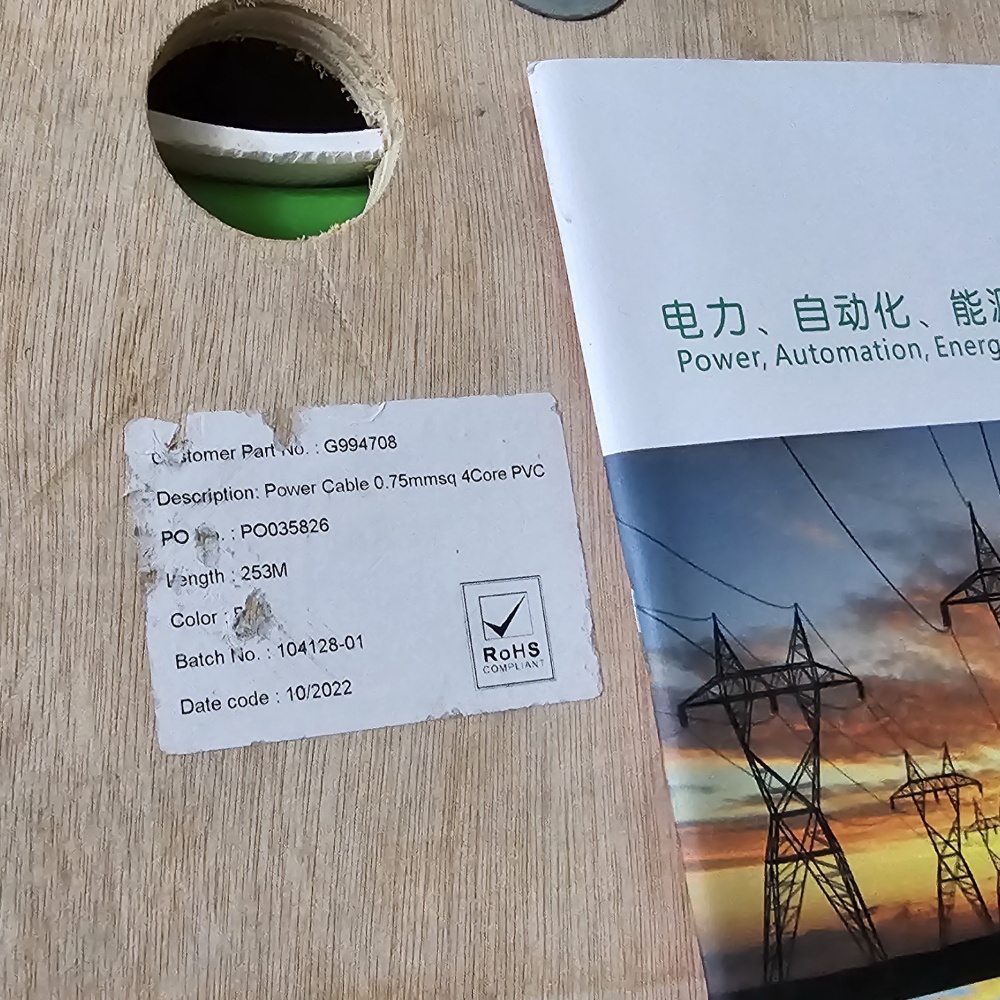 Customer Part No. : G994708
Description: Power Cable 0.75mmsq 4Core PVC
PO No. : PO035826
Length : 253M
Color :
Batch No. : 104128-01
Date code : 10/2022
RoHS
COMPLIANT
电力、自动化、能
Power, Automation, Energ